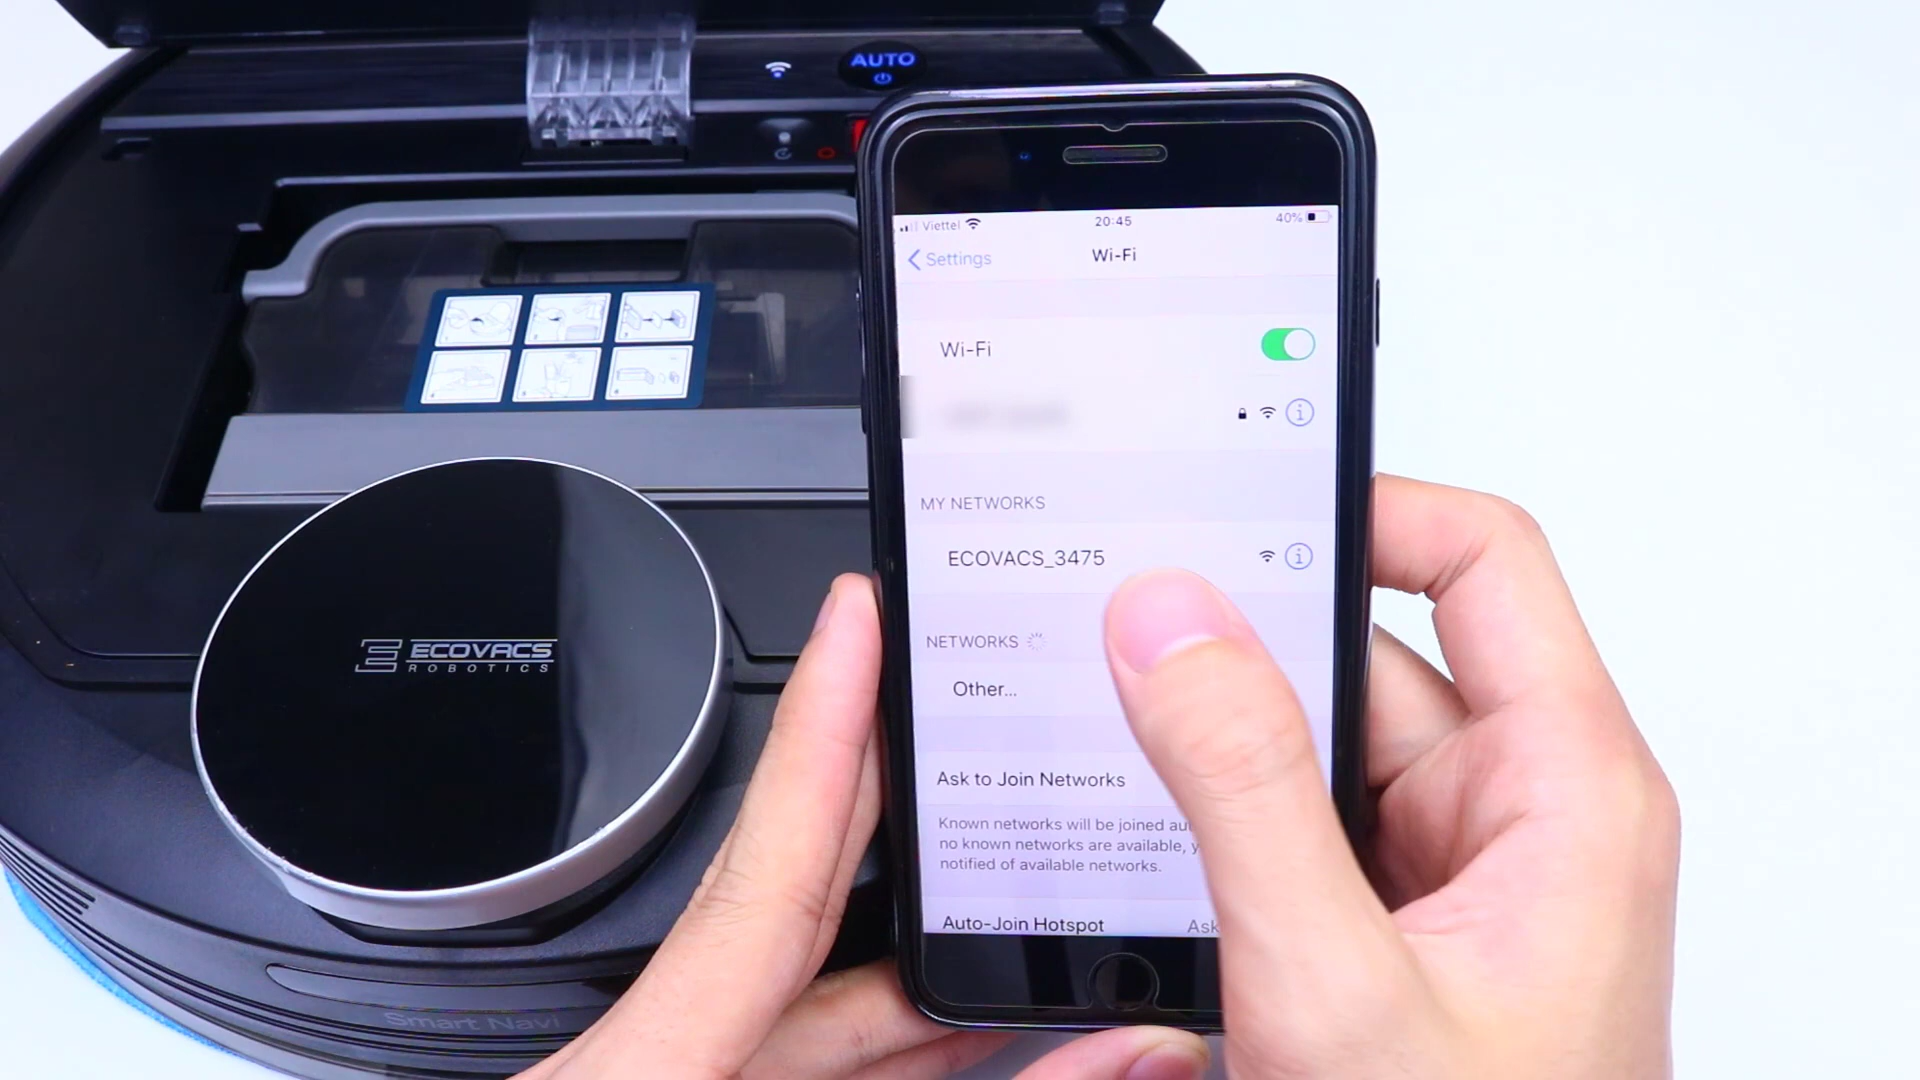 AUTO
Viettel
20:45
40%
Settings
Wi-Fi
Wi-Fi
MY NETWORKS
ECOVACS_3475
NETWORKS
Other...
Ask to Join Networks
Known networks will be joined au
no known networks are available, y
notified of available networks.
Auto-Join Hotspot
Ask
ECOVACS
ROBOTICS
Smart Navi